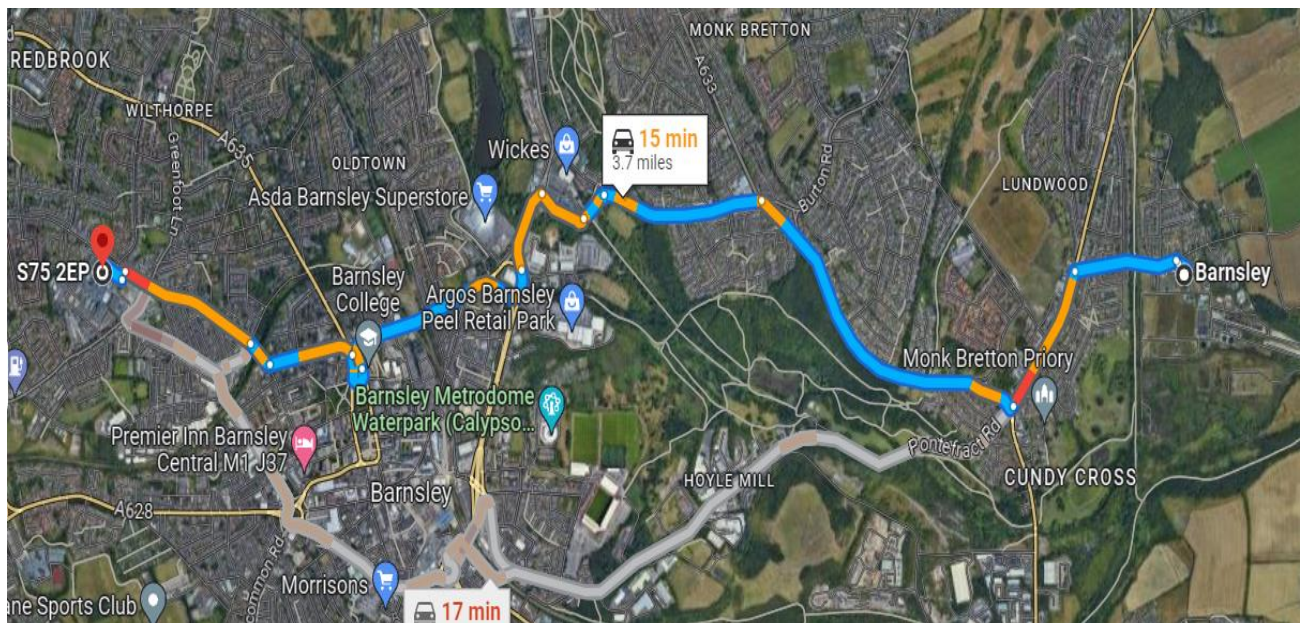 MONK BRETTON
REDBROOK
A633
WILTHORPE
A635
Greenfoot Ln
OLDTOWN
Wickes
15 min
3.7 miles
Burton Rd
Asda Barnsley Superstore
LUNDWOOD
S75 2EP
Barnsley
College
Argos Barnsley
Peel Retail Park
Barnsley
Monk Bretton Priory
Barnsley Metrodome
Waterpark (Calypso...
Premier Inn Barnsley
Central M1 J37
Pontefract Rd
HOYLE MILL
CUNDY CROSS
Barnsley
A628
common Rd
Morrisons
17 min
ane Sports Club